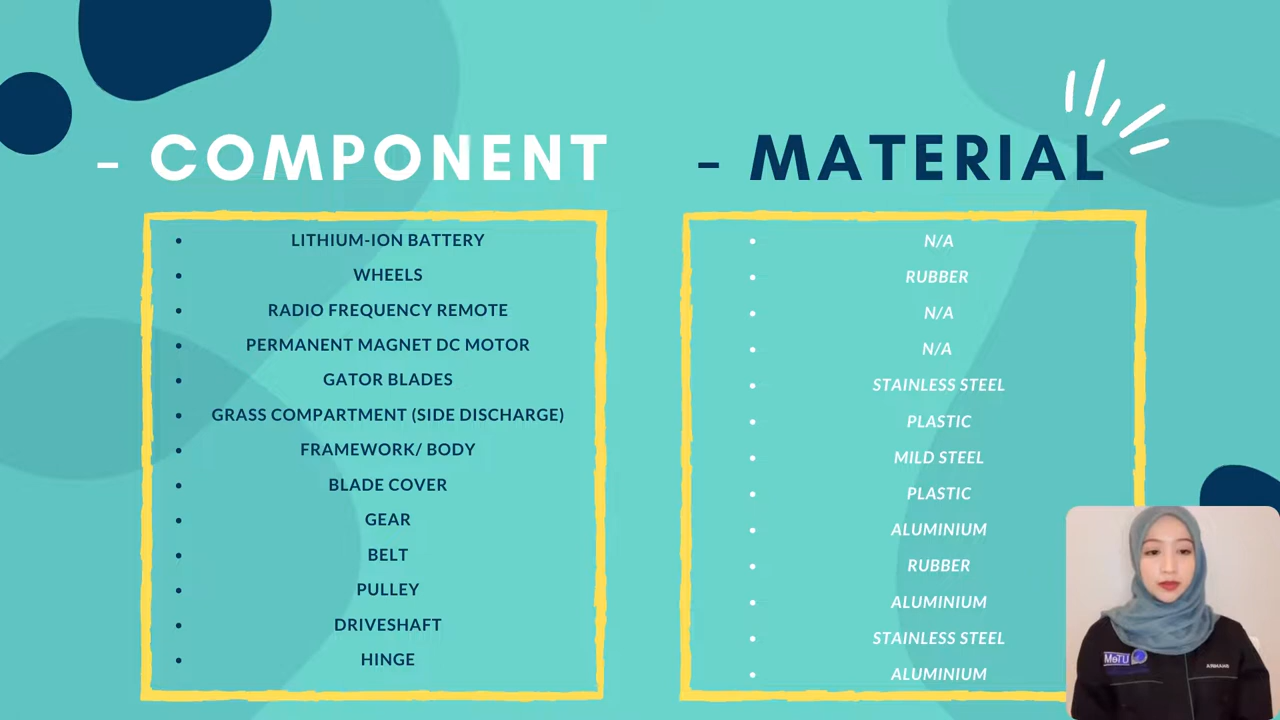 – COMPONENT
LITHIUM-ION BATTERY
WHEELS
RADIO FREQUENCY REMOTE
PERMANENT MAGNET DC MOTOR
GATOR BLADES
GRASS COMPARTMENT (SIDE DISCHARGE)
FRAMEWORK/ BODY
BLADE COVER
GEAR
BELT
PULLEY
DRIVESHAFT
HINGE
– MATERIAL
N/A
RUBBER
N/A
N/A
STAINLESS STEEL
PLASTIC
MILD STEEL
PLASTIC
ALUMINIUM
RUBBER
ALUMINIUM
STAINLESS STEEL
ALUMINIUM
UTeM